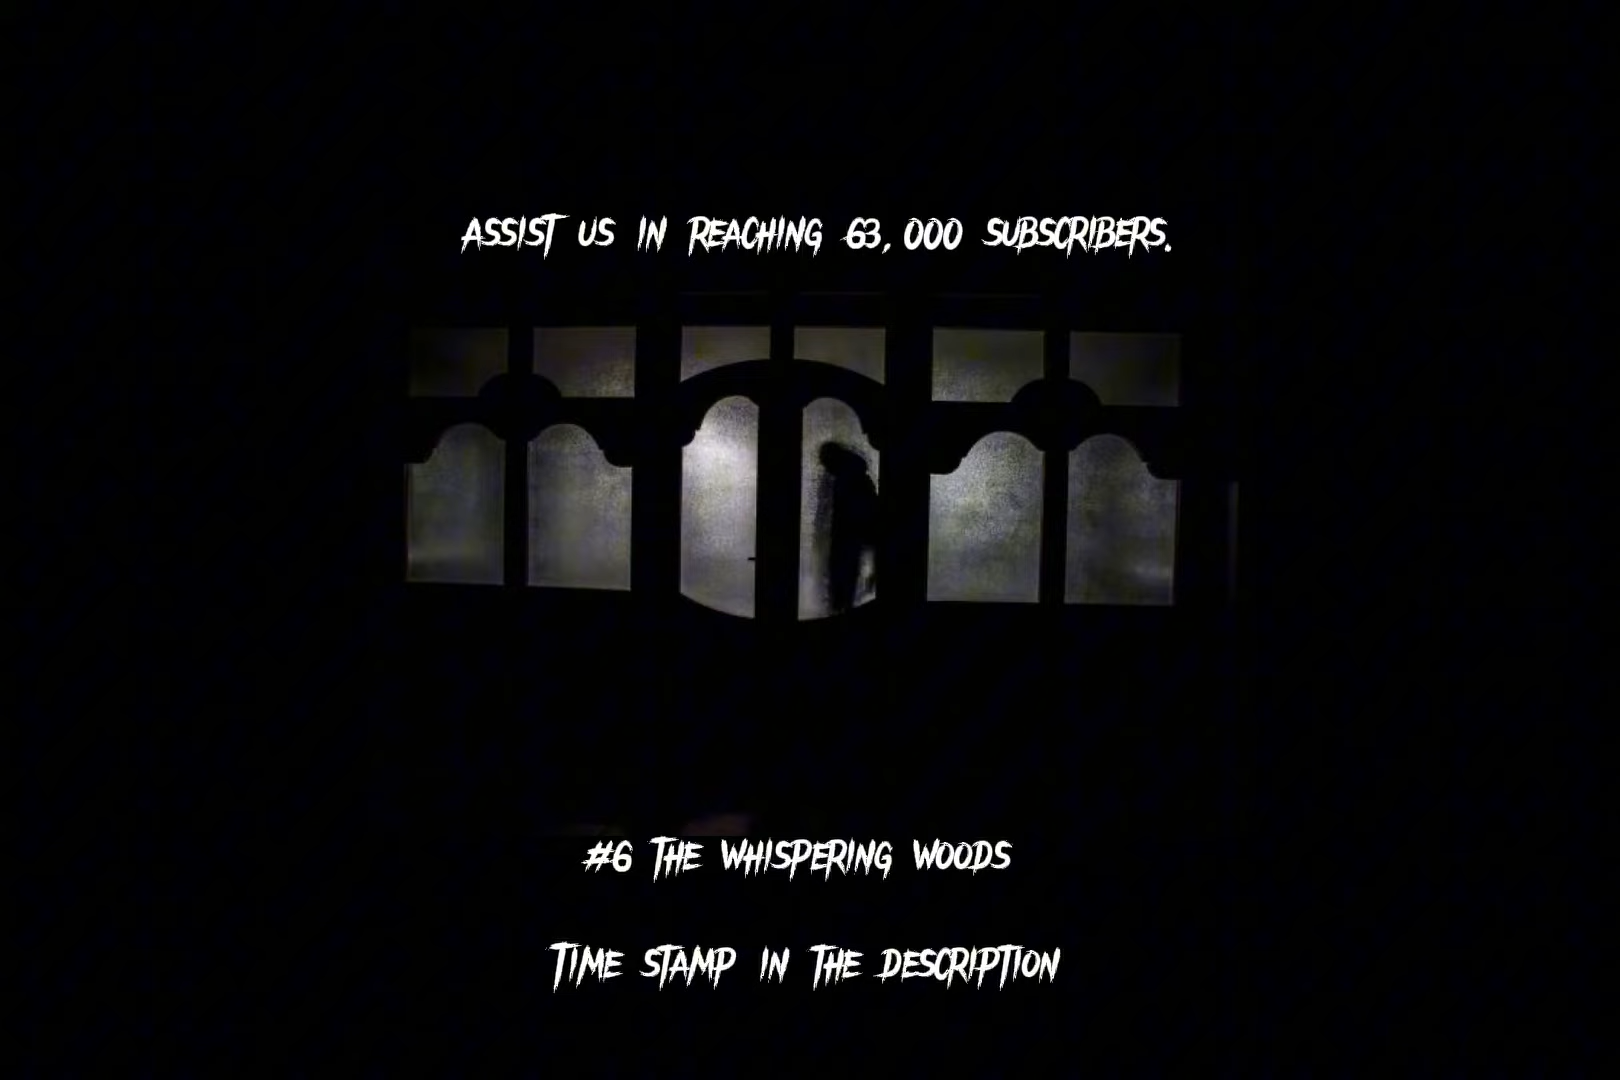 ASSIST US IN REACHING 63,000 SUBSCRIBERS.
#6 THE WHISPERING WOODS
TIME STAMP IN THE DESCRIPTION